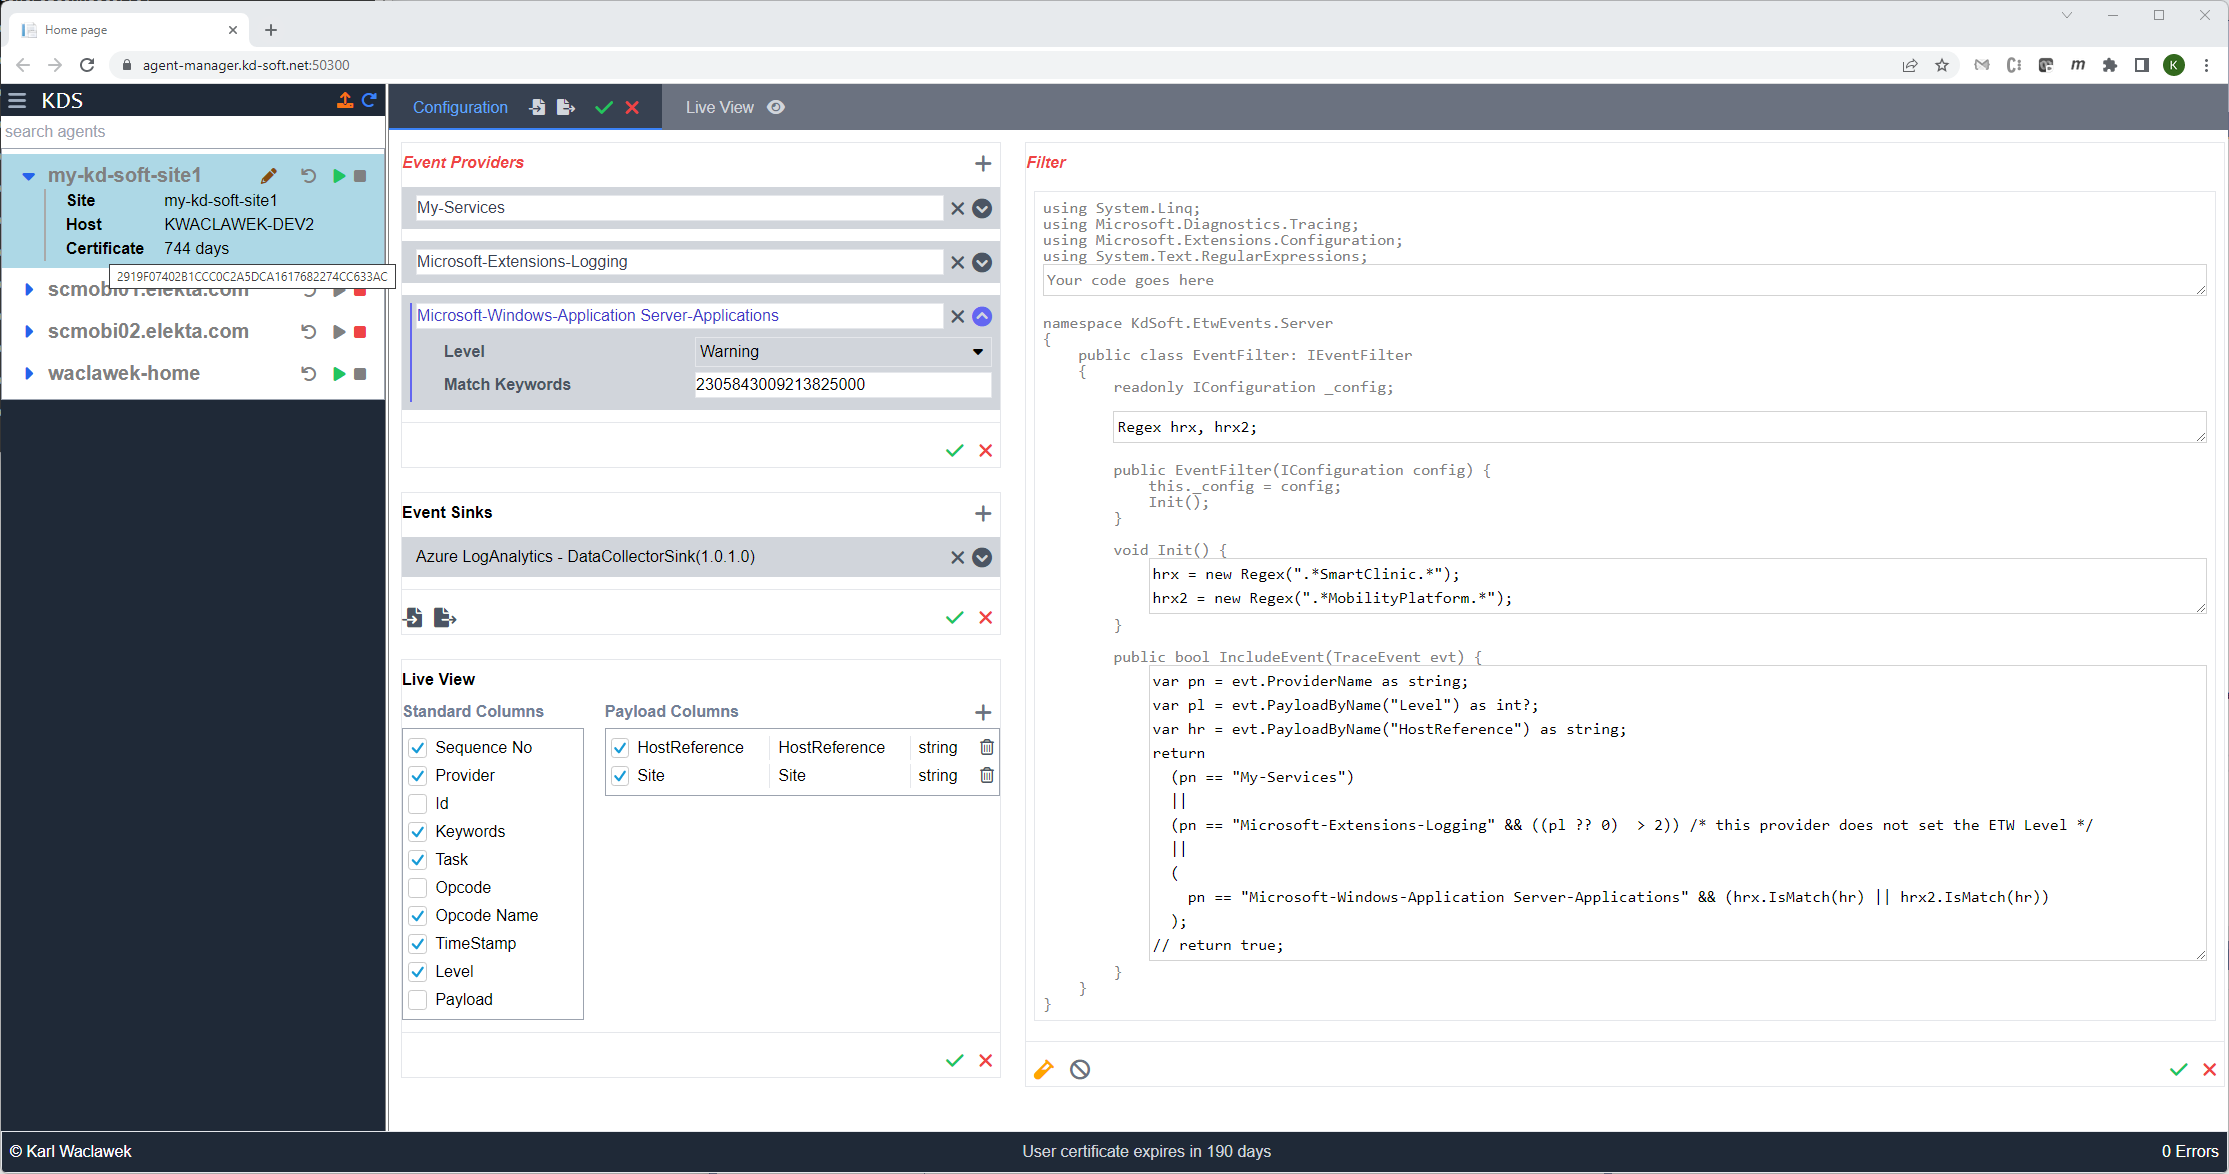 Home page
agent-manager.kd-soft.net:50300
K
KDS
search agents
my-kd-soft-site1
Site my-kd-soft-site1
Host KWACLAWEK-DEV2
Certificate 744 days
2919F07402B1CCC0C2A5DCA1617682274CC633AC
scmobi01.elekta.com
scmobi02.elekta.com
waclawek-home
Configuration
Live View
Event Providers
My-Services
Microsoft-Extensions-Logging
Microsoft-Windows-Application Server-Applications
Level Warning
Match Keywords 2305843009213825000
Event Sinks
Azure LogAnalytics - DataCollectorSink(1.0.1.0)
Live View
Standard Columns
Sequence No
Provider
Id
Keywords
Task
Opcode
Opcode Name
TimeStamp
Level
Payload
Payload Columns
HostReference HostReference string
Site Site string
Filter
using System.Linq;
using Microsoft.Diagnostics.Tracing;
using Microsoft.Extensions.Configuration;
using System.Text.RegularExpressions;
Your code goes here
namespace KdSoft.EtwEvents.Server
{
public class EventFilter: IEventFilter
{
readonly IConfiguration _config;
Regex hrx, hrx2;
public EventFilter(IConfiguration config) {
this._config = config;
Init();
}
void Init() {
hrx = new Regex(".*SmartClinic.*");
hrx2 = new Regex(".*MobilityPlatform.*");
}
public bool IncludeEvent(TraceEvent evt) {
var pn = evt.ProviderName as string;
var pl = evt.PayloadByName("Level") as int?;
var hr = evt.PayloadByName("HostReference") as string;
return
(pn == "My-Services")
||
(pn == "Microsoft-Extensions-Logging" && ((pl ?? 0)  > 2)) /* this provider does not set the ETW Level */
||
(
pn == "Microsoft-Windows-Application Server-Applications" && (hrx.IsMatch(hr) || hrx2.IsMatch(hr))
);
// return true;
}
}
}
© Karl Waclawek
User certificate expires in 190 days
0 Errors